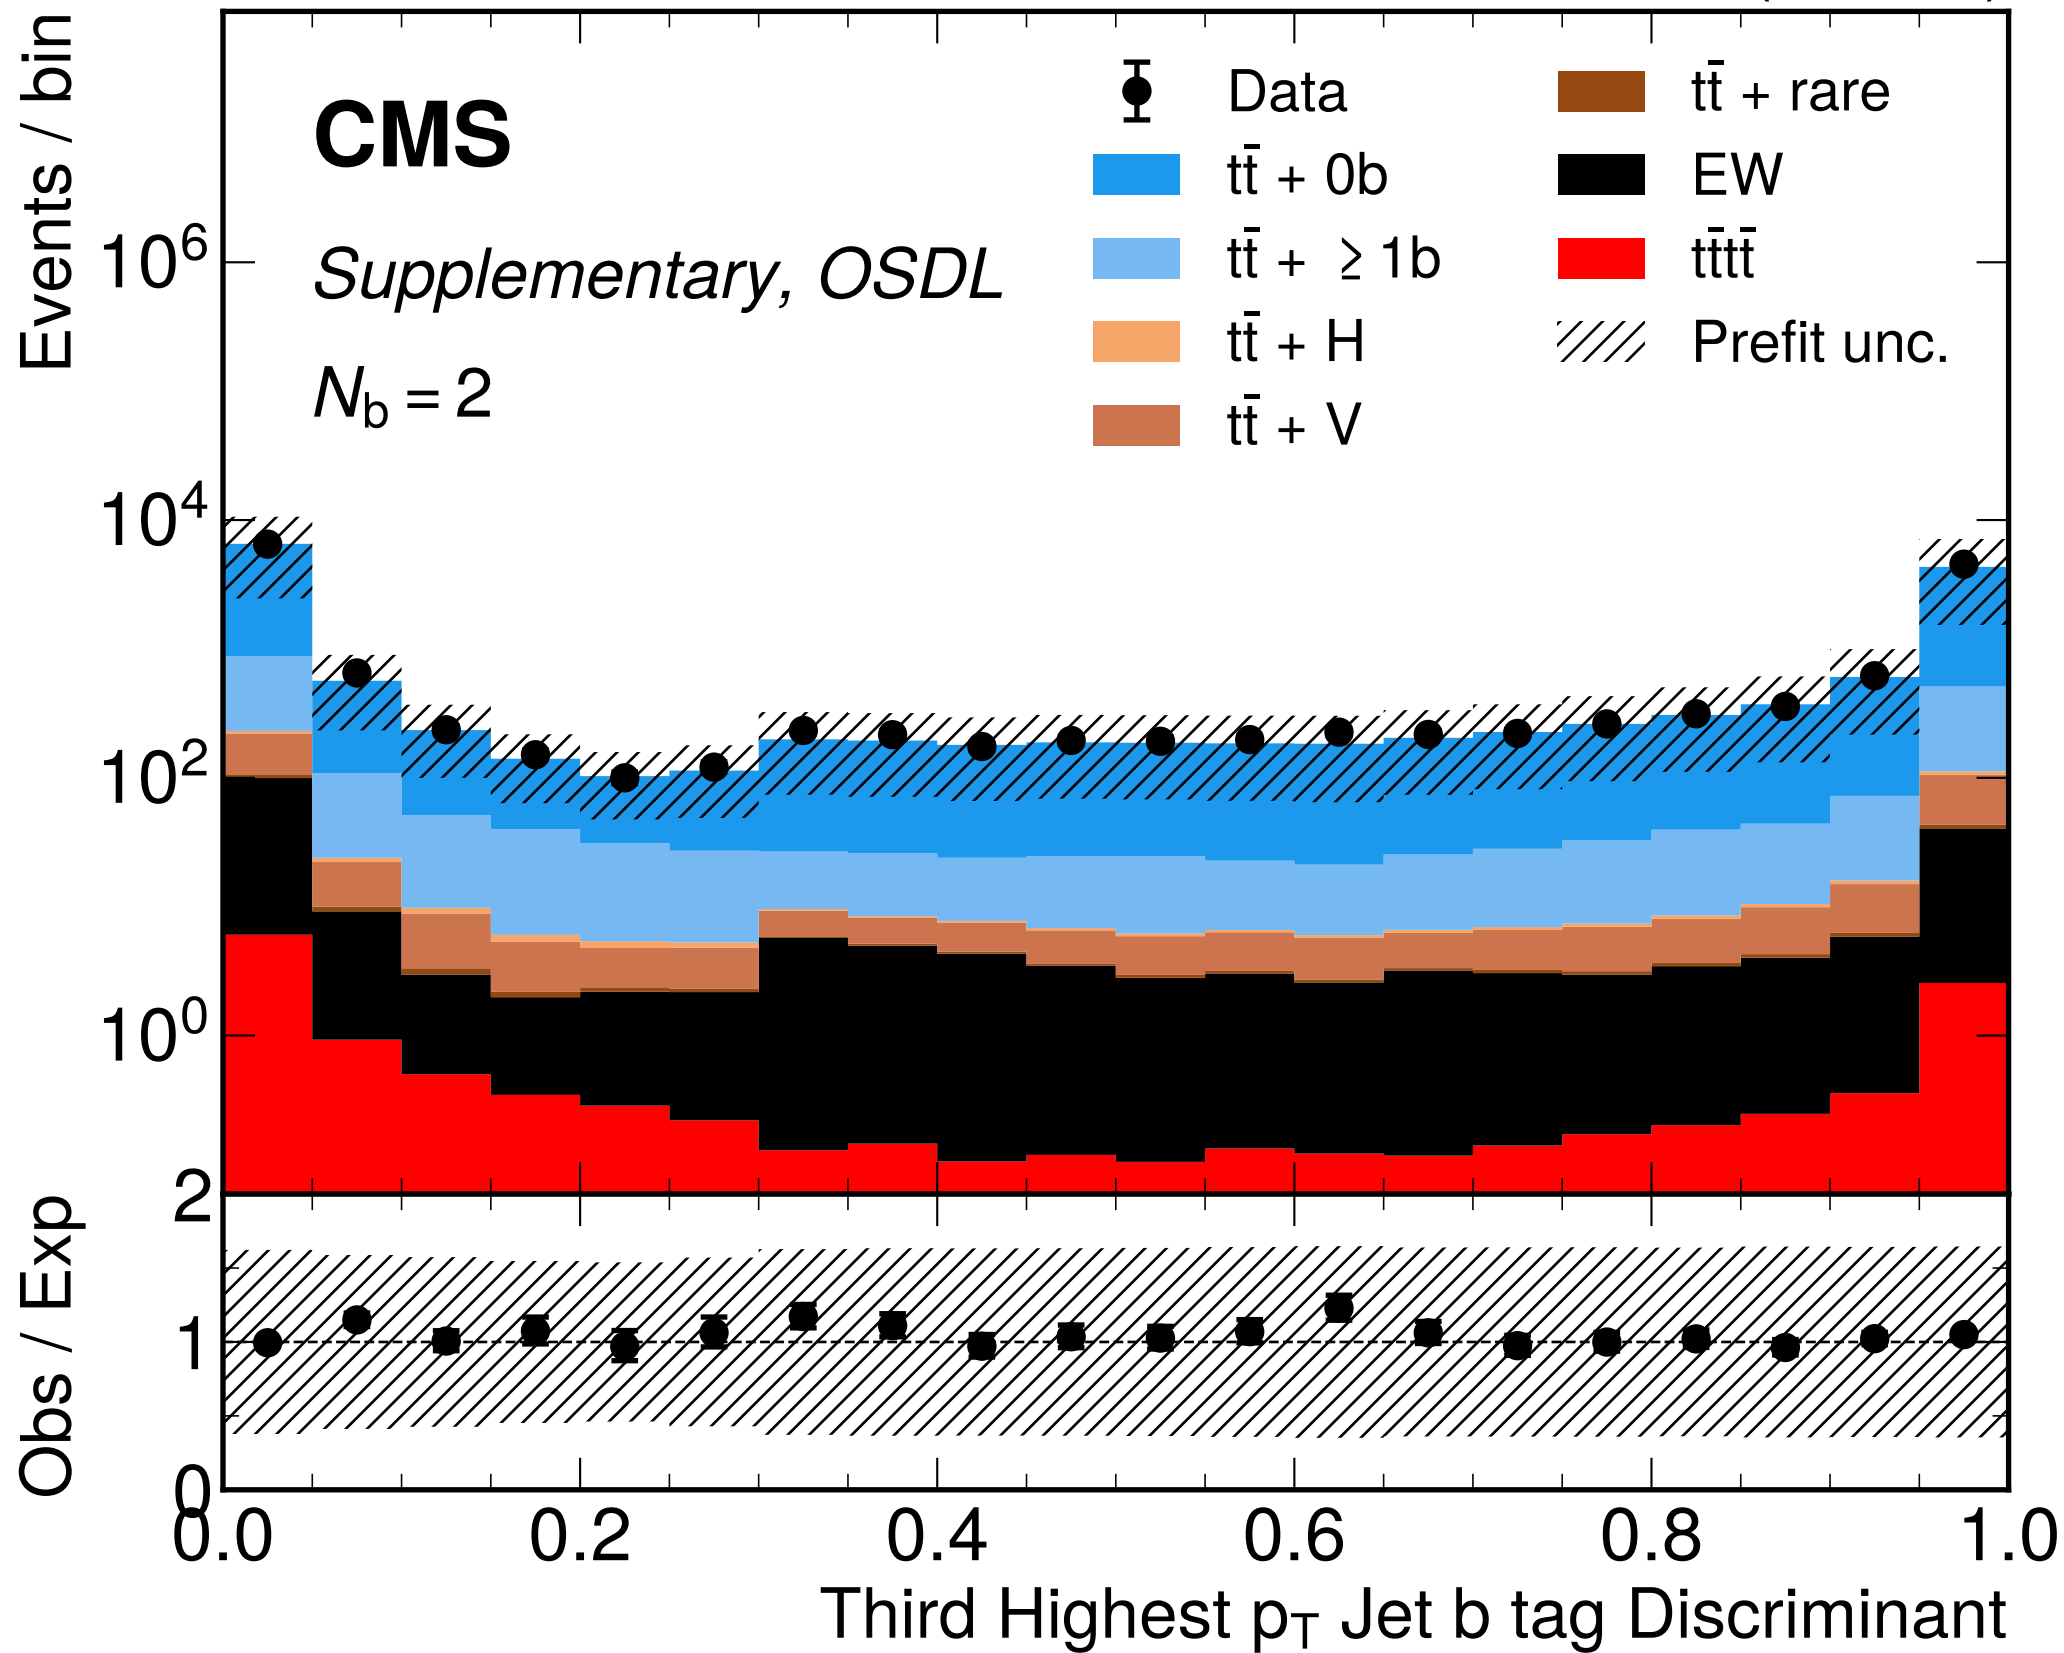 Events / bin
CMS
Supplementary, OSDL
N_b = 2
Data
tt̄ + 0b
tt̄ + ≥ 1b
tt̄ + H
tt̄ + V
tt̄ + rare
EW
tt̄tt̄
Prefit unc.
10^6
10^4
10^2
10^0
Obs / Exp
2
1
0
0.0 0.2 0.4 0.6 0.8 1.0
Third Highest p_T Jet b tag Discriminant